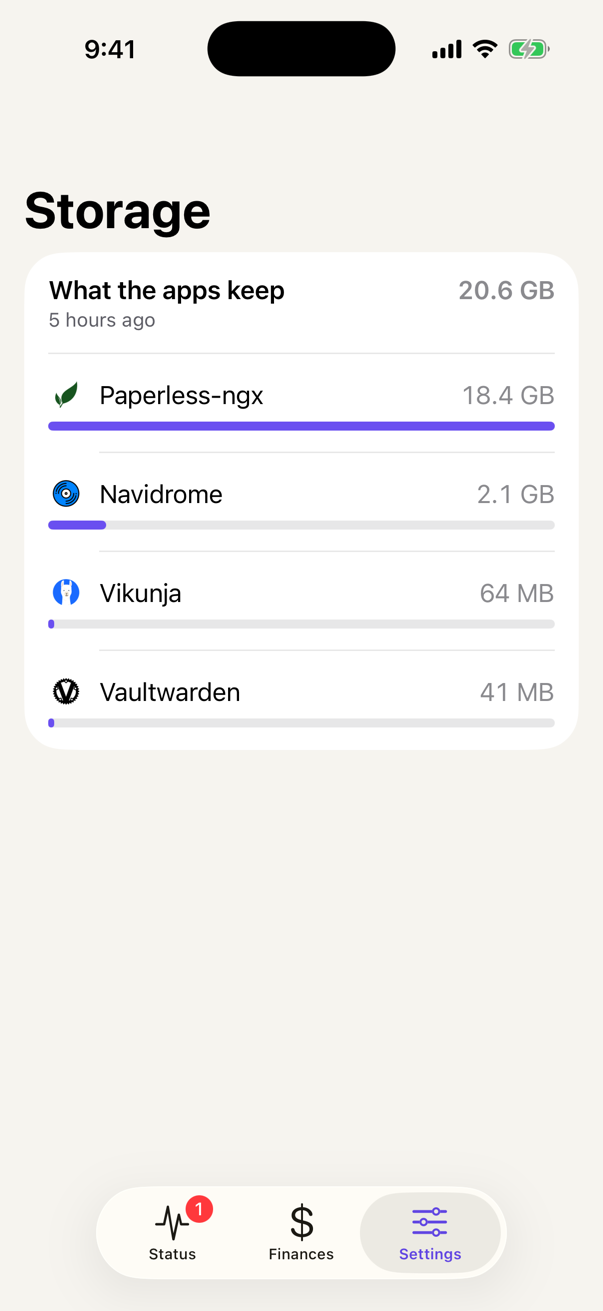 9:41
Storage
What the apps keep 20.6 GB
5 hours ago
Paperless-ngx 18.4 GB
Navidrome 2.1 GB
Vikunja 64 MB
Vaultwarden 41 MB
1
Status Finances Settings